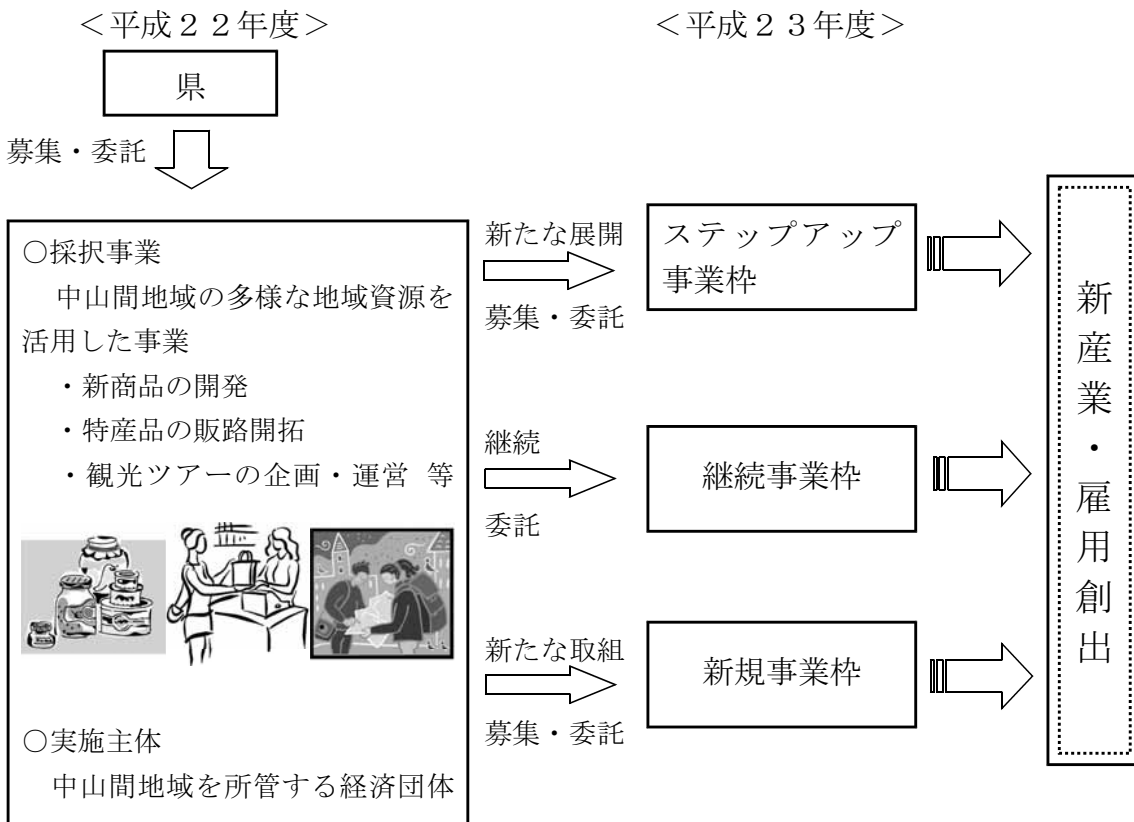 ＜平成２２年度＞
＜平成２３年度＞
県
募集・委託
○採択事業
中山間地域の多様な地域資源を
活用した事業
・新商品の開発
・特産品の販路開拓
・観光ツアーの企画・運営 等
○実施主体
中山間地域を所管する経済団体
新たな展開
募集・委託
ステップアップ
事業枠
継続
委託
継続事業枠
新たな取組
募集・委託
新規事業枠
新産業・雇用創出